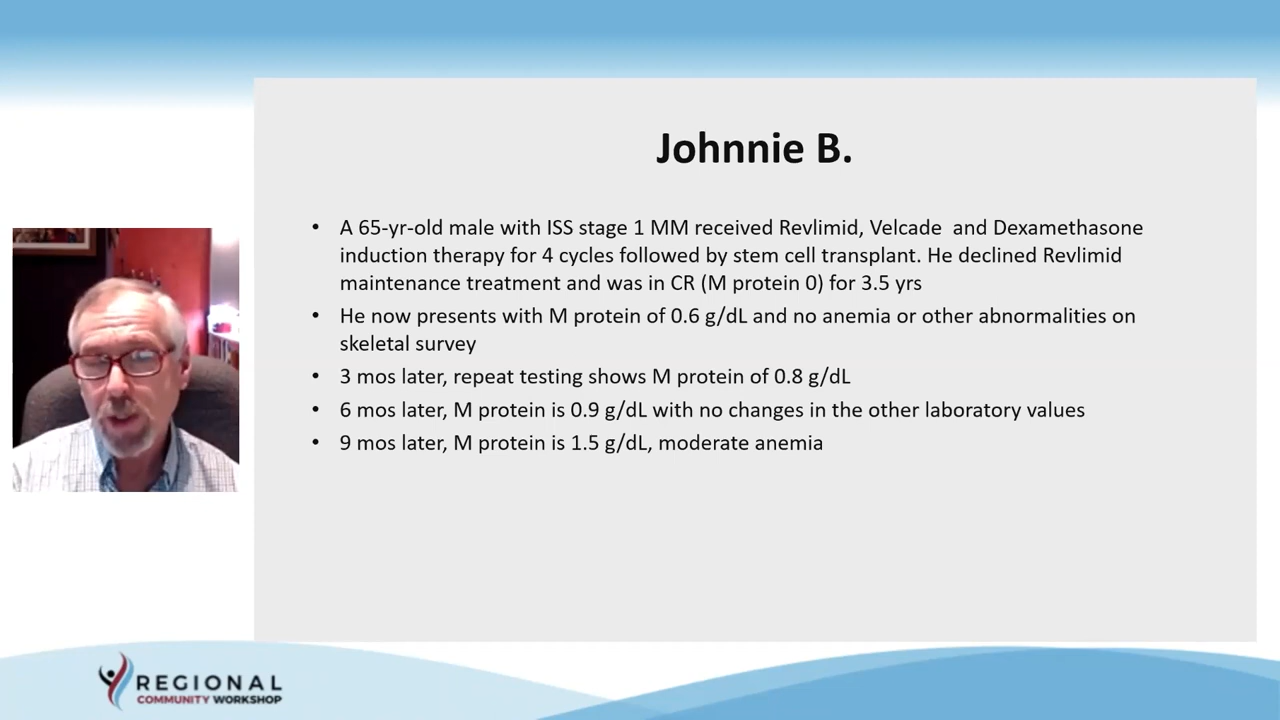 Johnnie B.
• A 65-yr-old male with ISS stage 1 MM received Revlimid, Velcade and Dexamethasone
induction therapy for 4 cycles followed by stem cell transplant. He declined Revlimid
maintenance treatment and was in CR (M protein 0) for 3.5 yrs
• He now presents with M protein of 0.6 g/dL and no anemia or other abnormalities on
skeletal survey
• 3 mos later, repeat testing shows M protein of 0.8 g/dL
• 6 mos later, M protein is 0.9 g/dL with no changes in the other laboratory values
• 9 mos later, M protein is 1.5 g/dL, moderate anemia
REGIONAL
COMMUNITY WORKSHOP